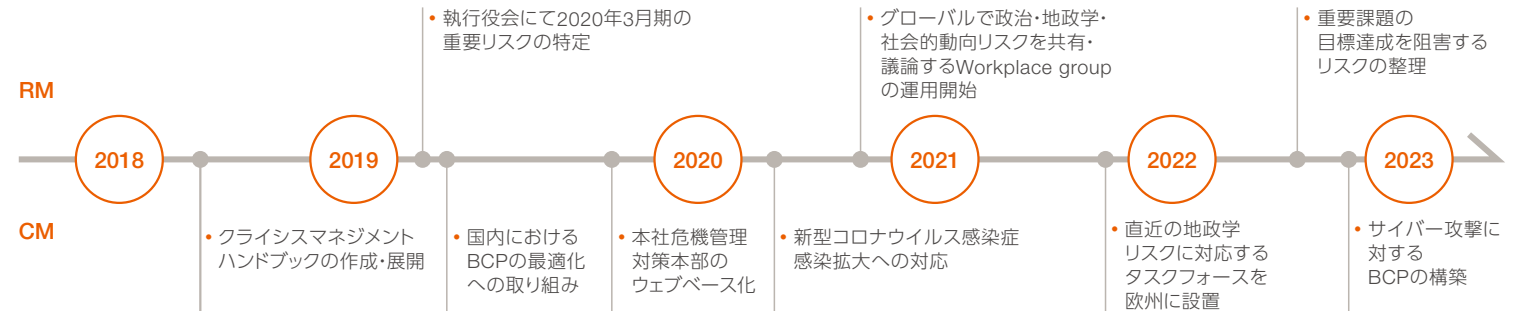 • 執行役会にて2020年3月期の
重要リスクの特定
• グローバルで政治・地政学・
社会的動向リスクを共有・
議論するWorkplace group
の運用開始
• 重要課題の
目標達成を阻害する
リスクの整理
RM
2018
2019
2020
2021
2022
2023
CM
• クライシスマネジメント
ハンドブックの作成・展開
• 国内における
BCPの最適化
への取り組み
• 本社危機管理
対策本部の
ウェブベース化
• 新型コロナウイルス感染症
感染拡大への対応
• 直近の地政学
リスクに対応する
タスクフォースを
欧州に設置
• サイバー攻撃に
対する
BCPの構築